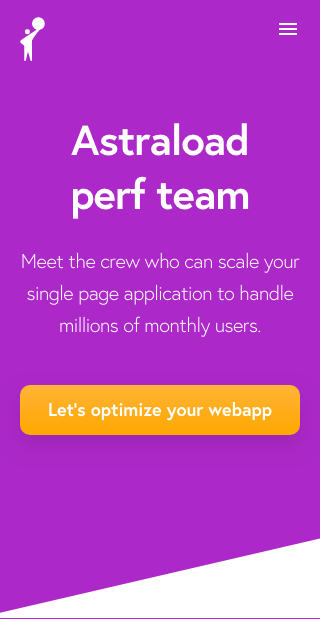 Astraload
perf team
Meet the crew who can scale your
single page application to handle
millions of monthly users.
Let's optimize your webapp